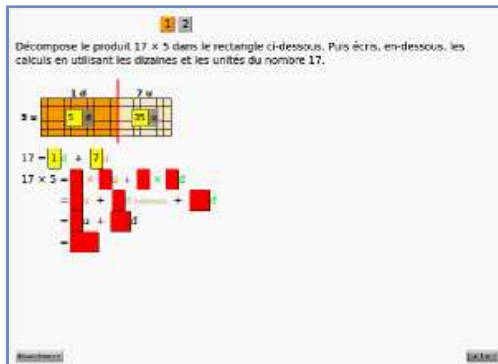 1 2
Décompose le produit 17 × 5 dans le rectangle ci-dessous. Puis écris, en-dessous, les
calculs en utilisant les dizaines et les unités du nombre 17.
1 d 7 u
5 u 5 d 35 u
17 = 1 d + 7 u
17 × 5 = × u + × d
= u + + d
= u + d
=